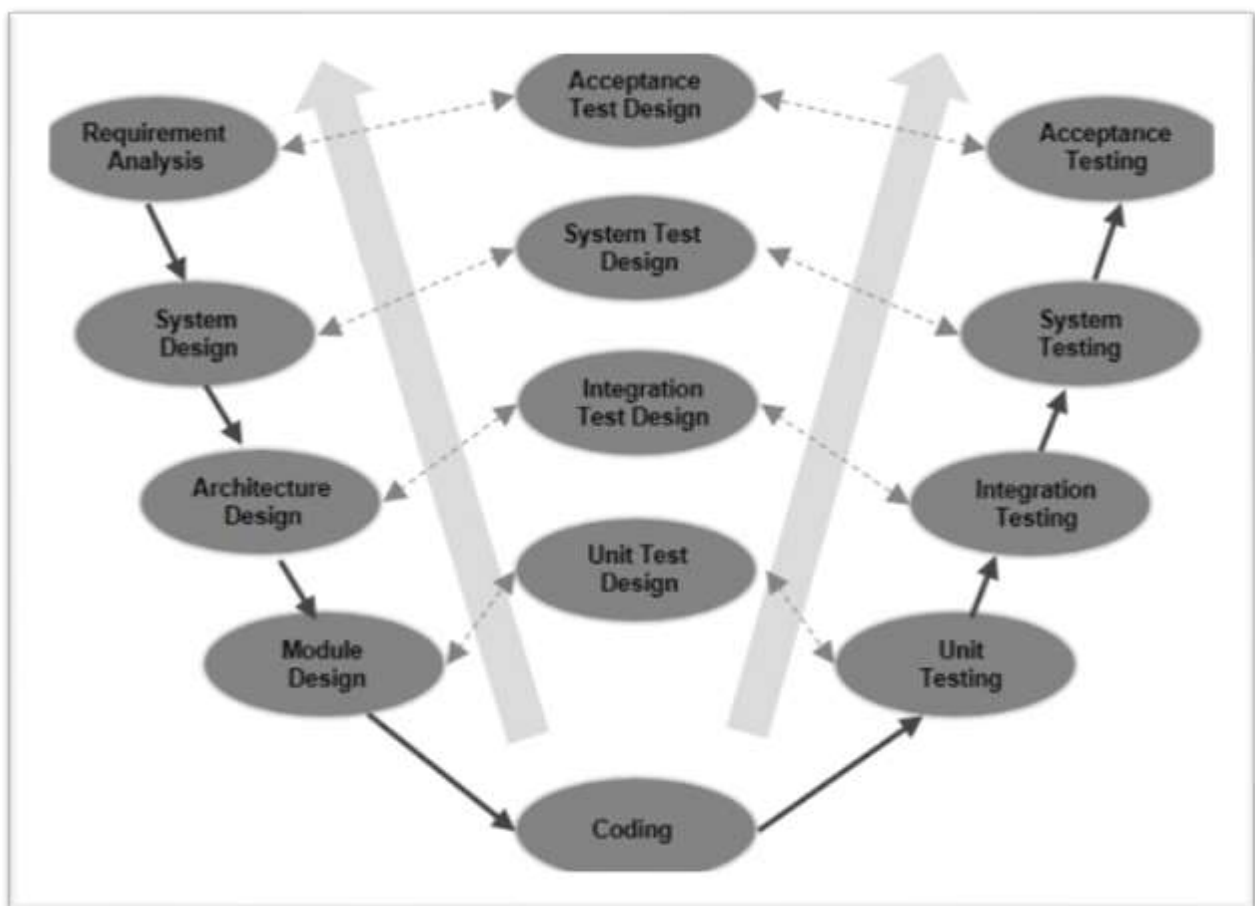 Acceptance
Test Design
Requirement
Analysis
Acceptance
Testing
System Test
Design
System
Design
System
Testing
Integration
Test Design
Architecture
Design
Integration
Testing
Unit Test
Design
Module
Design
Unit
Testing
Coding